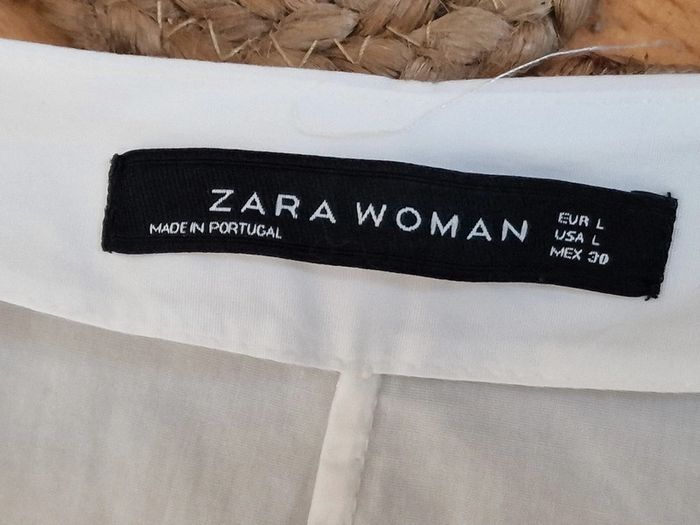 ZARA WOMAN
MADE IN PORTUGAL
EUR L
USA L
MEX 30